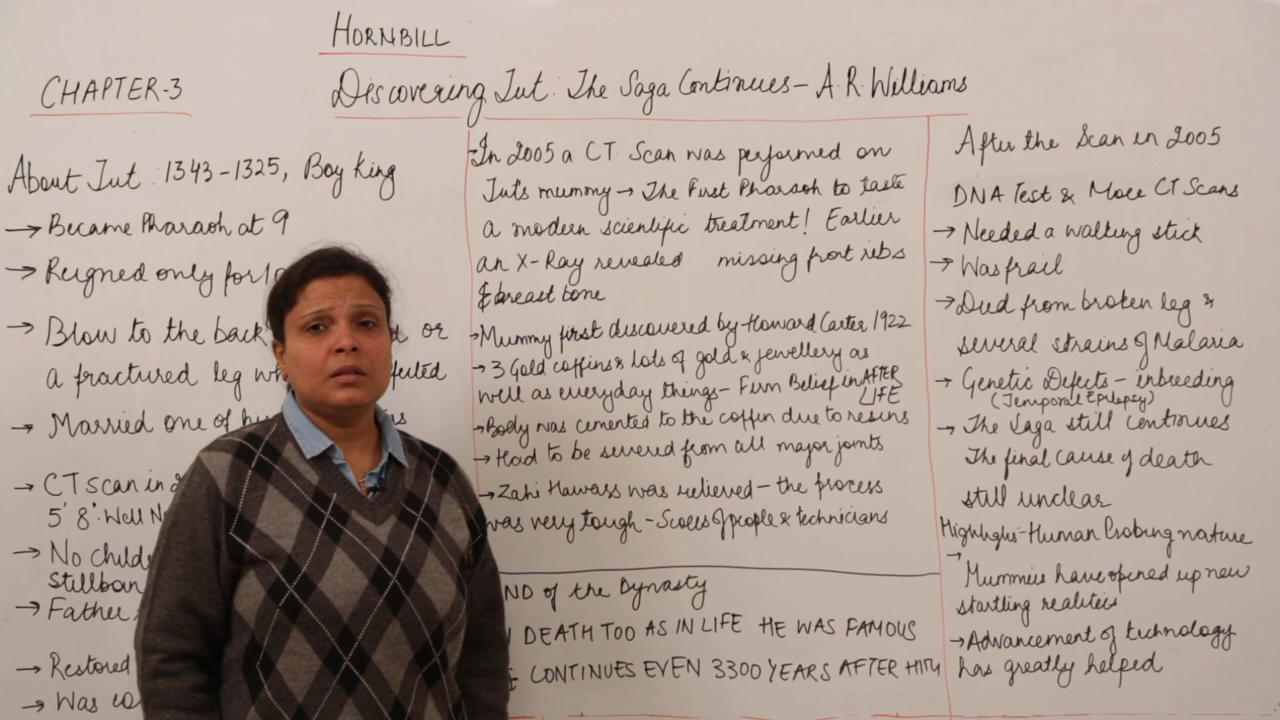 HORNBILL
CHAPTER-3
Discovering Tut: The Saga Continues - A.R. Williams
About Tut: 1343-1325, Boy King
→ Became Pharaoh at 9
→ Reigned only for
→ Blow to the back or
a fractured leg
→ Married one of
→ CT scan in
5' 8" Well
→ No
Stillborn
→ Father
→ Restored
→ Was
-In 2005 a CT Scan was performed on
Tut's mummy → The First Pharaoh to taste
a modern scientific treatment! Earlier
an X-Ray revealed missing front ribs
& breast bone
→ Mummy first discovered by Howard Carter 1922
→ 3 Gold coffins & lots of gold & jewellery as
well as everyday things - Firm Belief in AFTER
LIFE
→ Body was cemented to the coffin due to resins
→ Had to be severed from all major joints
→ Zahi Hawass was relieved - the process
was very tough - Scores of people & technicians
ND of the Dynasty
DEATH TOO AS IN LIFE HE WAS FAMOUS
& CONTINUES EVEN 3300 YEARS AFTER HIM
After the Scan in 2005
DNA Test & More CT Scans
→ Needed a walking stick
→ Was frail
→ Died from broken leg &
several strains of Malaria
→ Genetic Defects - inbreeding
(Temporal Epilepsy)
→ The Saga still continues
The final cause of death
still unclear
Highlights - Human Probing nature
→ Mummies have opened up new
startling realities
→ Advancement of technology
has greatly helped